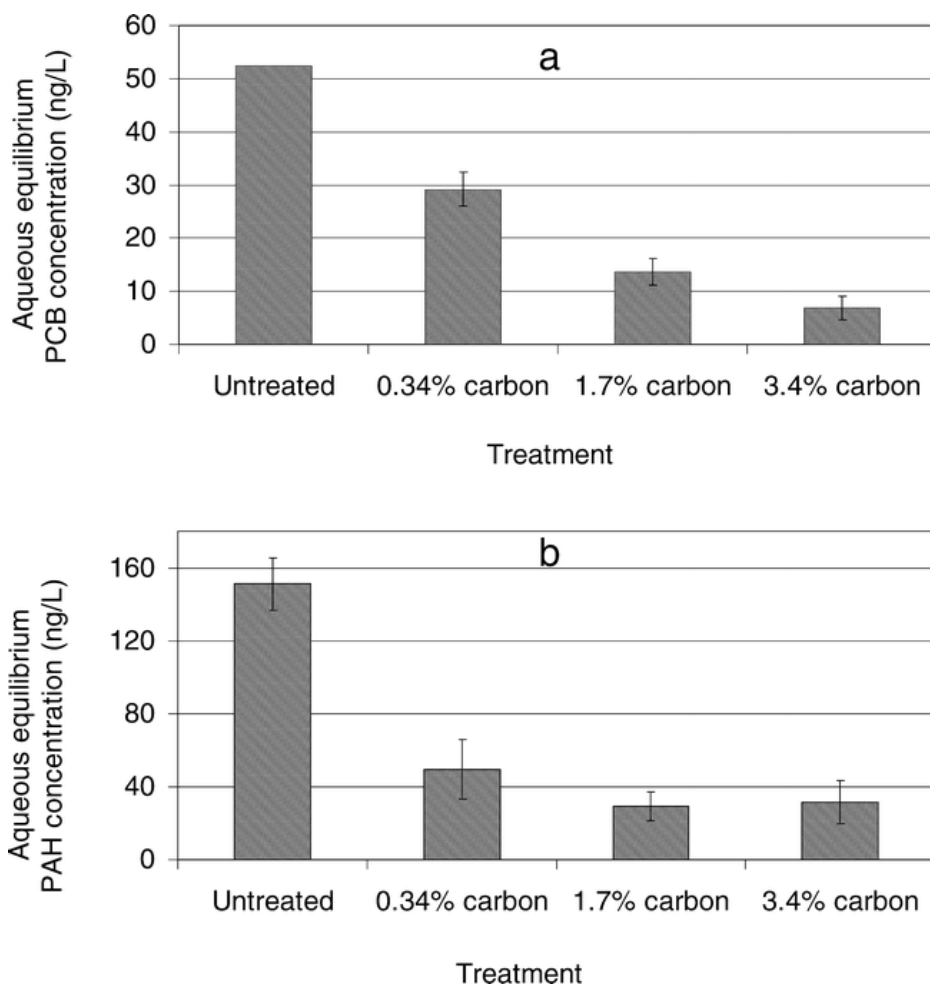 Aqueous equilibrium
PCB concentration (ng/L)
60
50
40
30
20
10
0
a
Untreated 0.34% carbon 1.7% carbon 3.4% carbon
Treatment
Aqueous equilibrium
PAH concentration (ng/L)
160
120
80
40
0
b
Untreated 0.34% carbon 1.7% carbon 3.4% carbon
Treatment